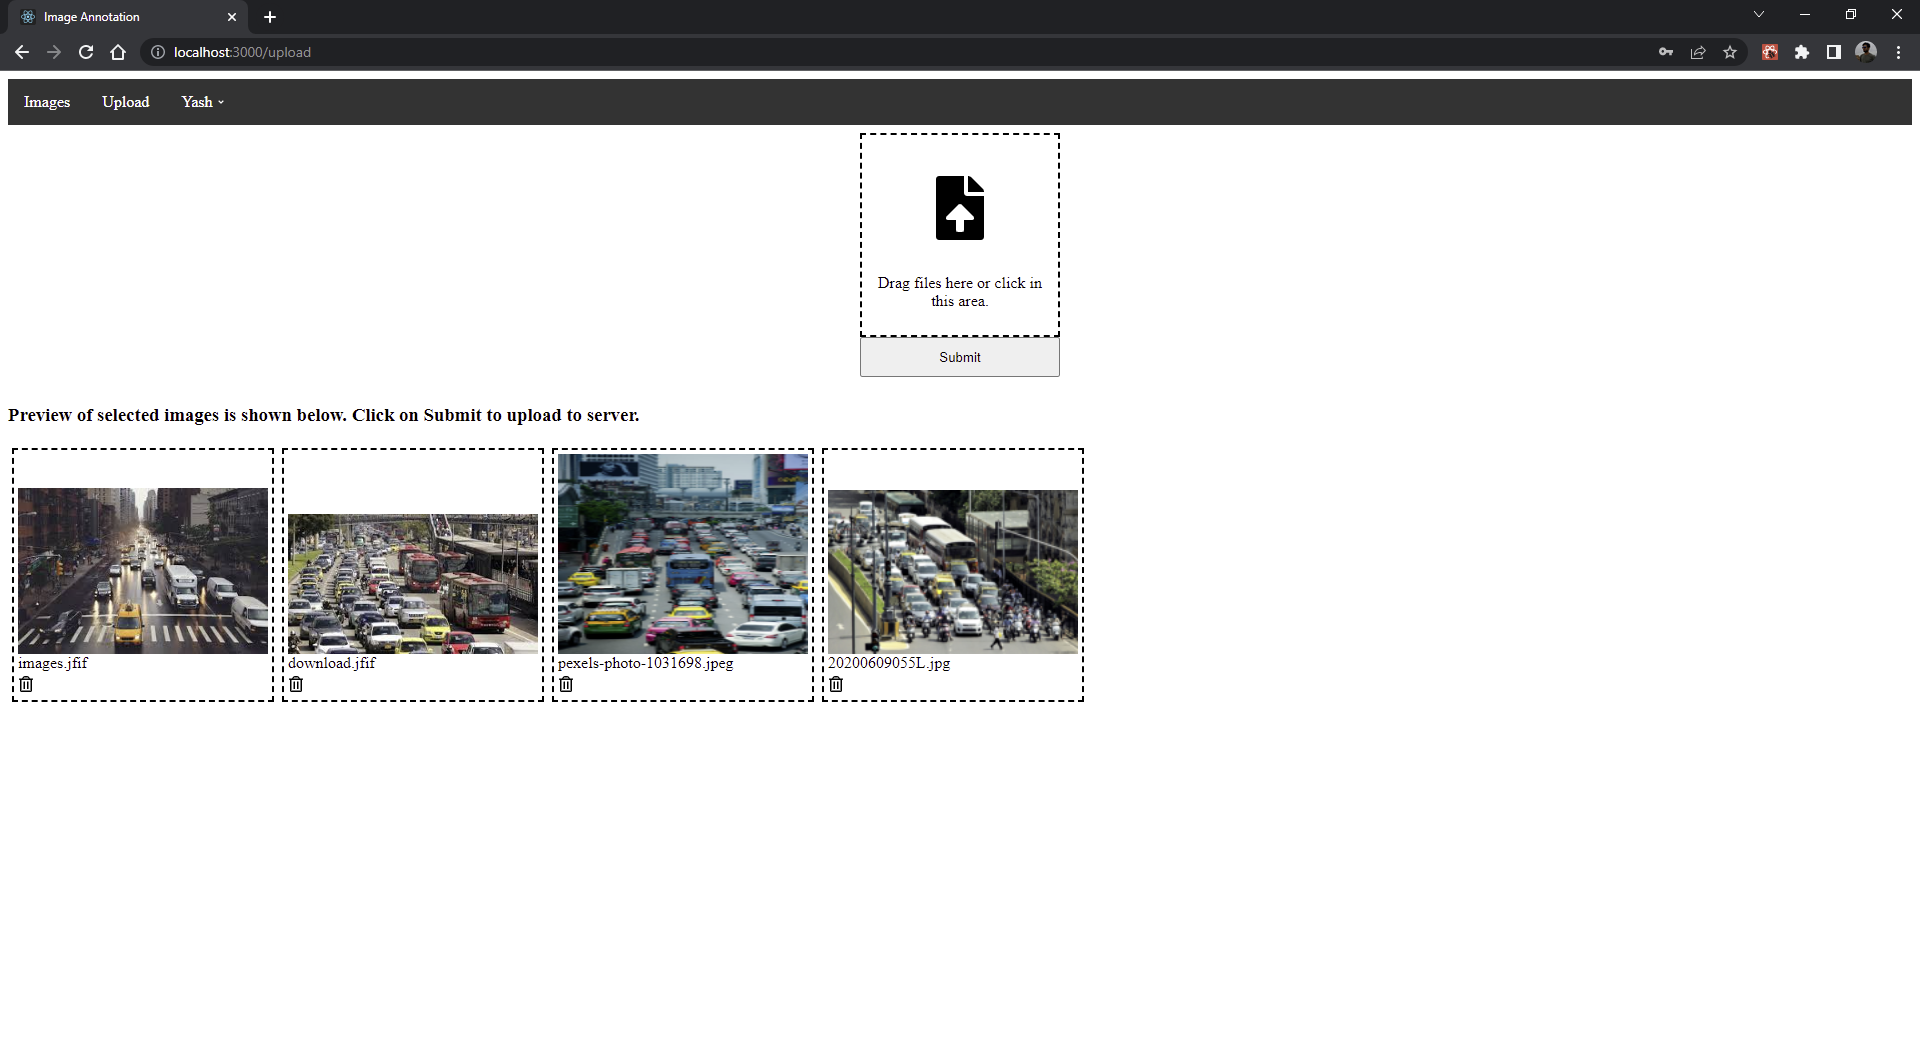 Image Annotation
localhost:3000/upload
Images Upload Yash
Drag files here or click in
this area.
Submit
Preview of selected images is shown below. Click on Submit to upload to server.
images.jfif
download.jfif
pexels-photo-1031698.jpeg
20200609055L.jpg